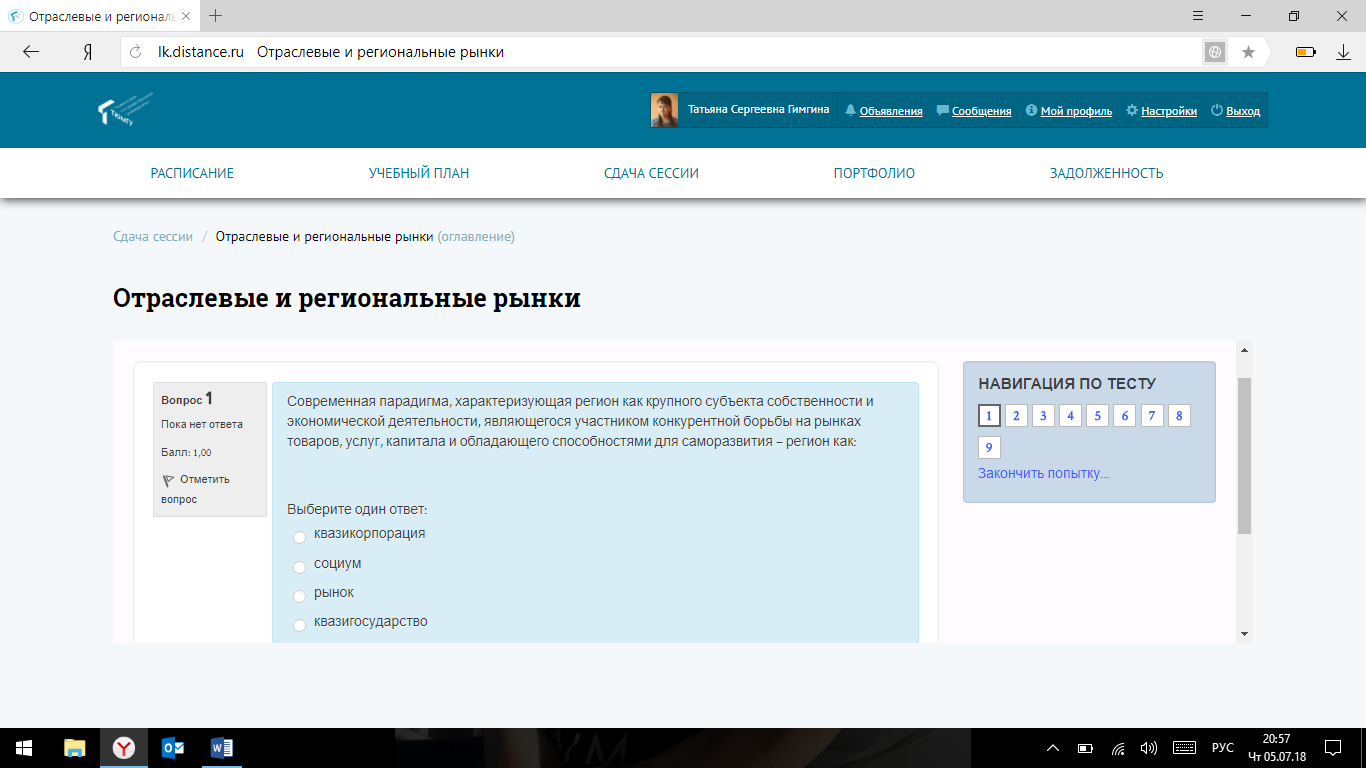 Отраслевые и региональ
lk.distance.ru Отраслевые и региональные рынки
ТюмГУ
Татьяна Сергеевна Гимгина Объявления Сообщения Мой профиль Настройки Выход
РАСПИСАНИЕ УЧЕБНЫЙ ПЛАН СДАЧА СЕССИИ ПОРТФОЛИО ЗАДОЛЖЕННОСТЬ
Сдача сессии / Отраслевые и региональные рынки (оглавление)
Отраслевые и региональные рынки
Вопрос 1
Пока нет ответа
Балл: 1,00
Отметить
вопрос
Современная парадигма, характеризующая регион как крупного субъекта собственности и
экономической деятельности, являющегося участником конкурентной борьбы на рынках
товаров, услуг, капитала и обладающего способностями для саморазвития – регион как:
Выберите один ответ:
квазикорпорация
социум
рынок
квазигосударство
НАВИГАЦИЯ ПО ТЕСТУ
1 2 3 4 5 6 7 8
9
Закончить попытку...
РУС
20:57
Чт 05.07.18